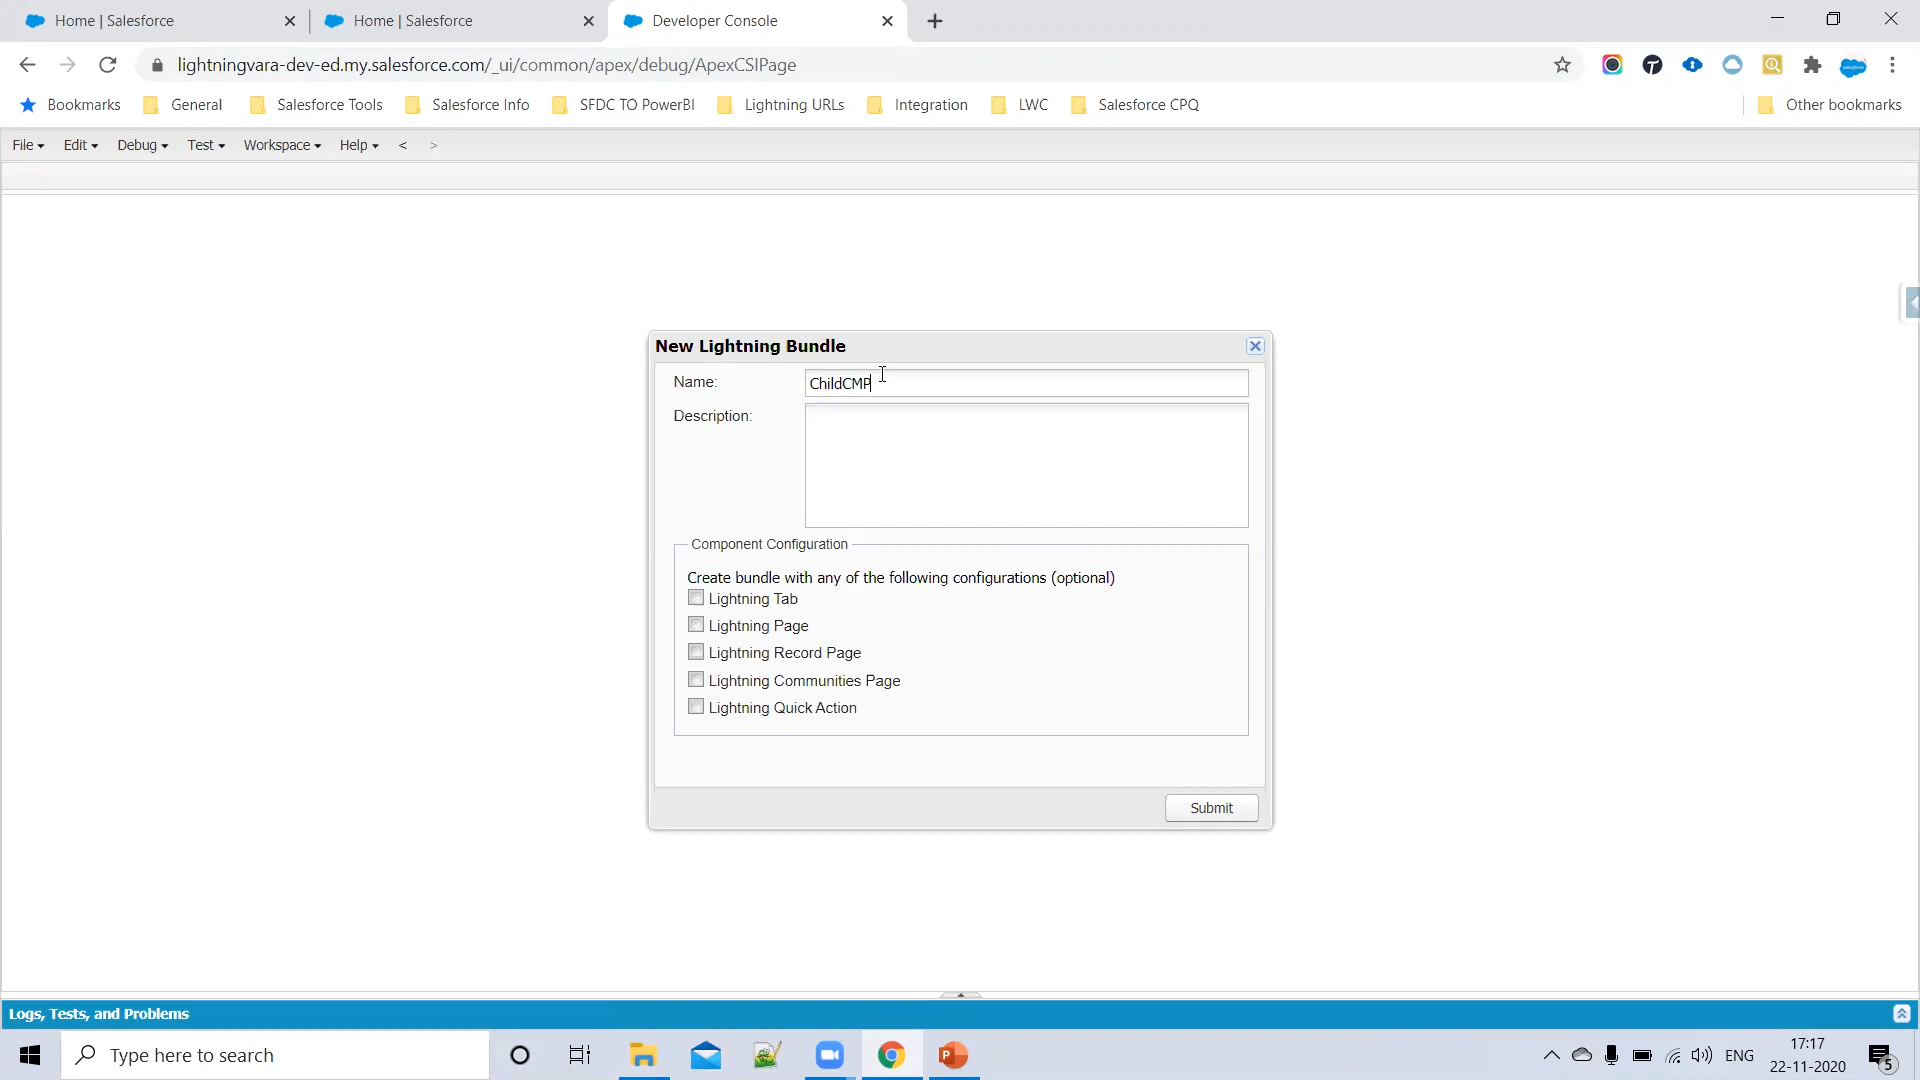 Home | Salesforce
Home | Salesforce
Developer Console
lightningvara-dev-ed.my.salesforce.com/_ui/common/apex/debug/ApexCSIPage
Bookmarks General Salesforce Tools Salesforce Info SFDC TO PowerBI Lightning URLs Integration LWC Salesforce CPQ Other bookmarks
File Edit Debug Test Workspace Help < >
New Lightning Bundle
Name: ChildCMP
Description:
Component Configuration
Create bundle with any of the following configurations (optional)
Lightning Tab
Lightning Page
Lightning Record Page
Lightning Communities Page
Lightning Quick Action
Submit
Logs, Tests, and Problems
Type here to search
ENG
17:17
22-11-2020
5